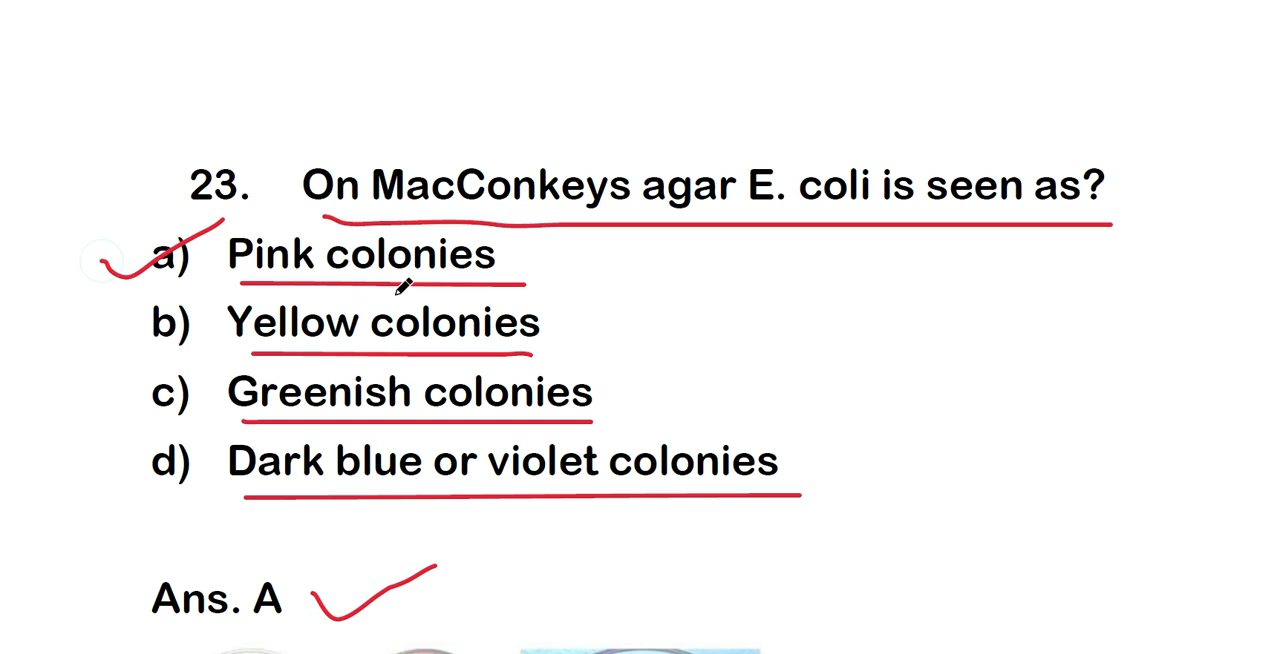 23. On MacConkeys agar E. coli is seen as?
a) Pink colonies
b) Yellow colonies
c) Greenish colonies
d) Dark blue or violet colonies
Ans. A